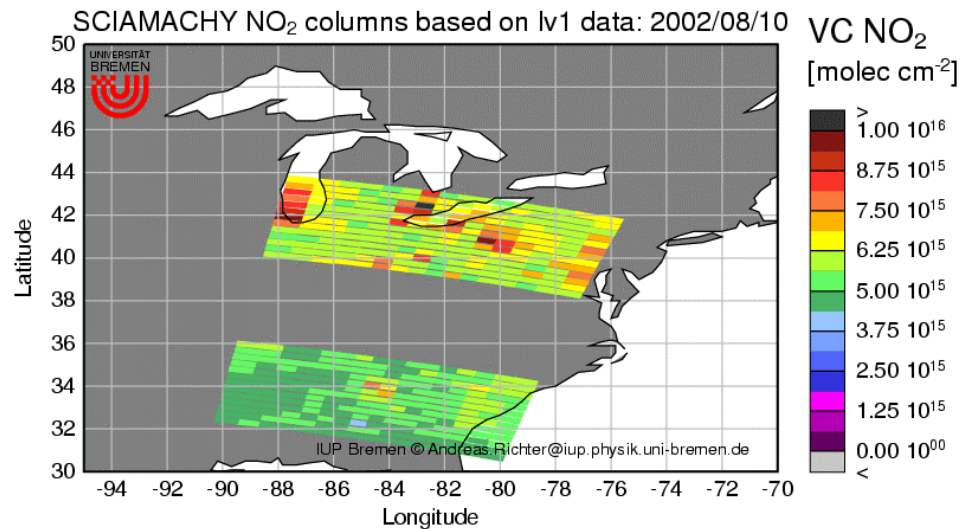 SCIAMACHY NO2 columns based on lv1 data: 2002/08/10
VC NO2
[molec cm-2]
UNIVERSITÄT
BREMEN
50
48
46
44
42
40
38
36
34
32
30
Latitude
-94 -92 -90 -88 -86 -84 -82 -80 -78 -76 -74 -72 -70
Longitude
IUP Bremen © Andreas.Richter@iup.physik.uni-bremen.de
>
1.00 10^16
8.75 10^15
7.50 10^15
6.25 10^15
5.00 10^15
3.75 10^15
2.50 10^15
1.25 10^15
0.00 10^00
<